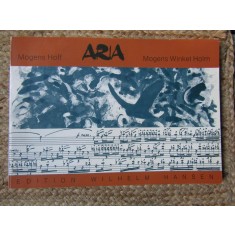 Mogens Hoff
ARIA
Mogens Winkel Holm
EDITION WILHELM HANSEN